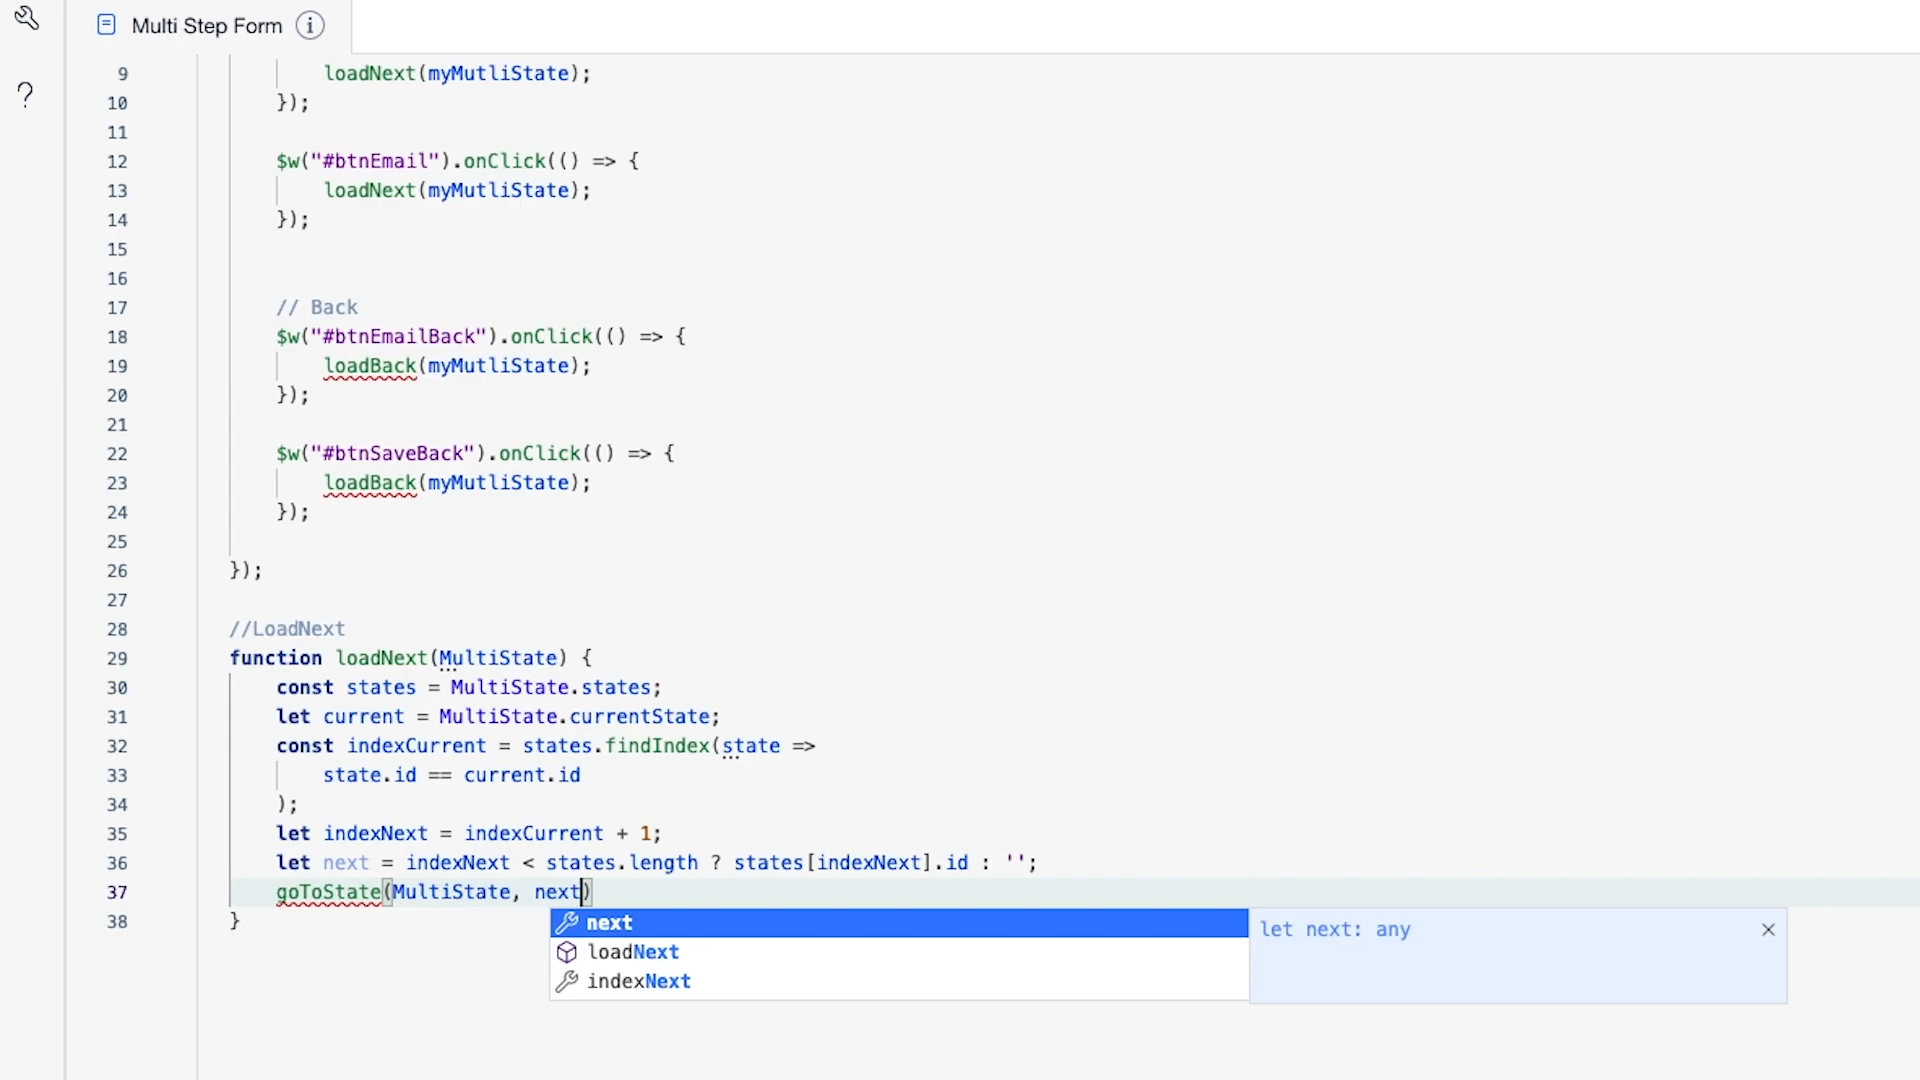 Multi Step Form
9 loadNext(myMutliState);
10 });
11
12 $w("#btnEmail").onClick(() => {
13 loadNext(myMutliState);
14 });
15
16
17 // Back
18 $w("#btnEmailBack").onClick(() => {
19 loadBack(myMutliState);
20 });
21
22 $w("#btnSaveBack").onClick(() => {
23 loadBack(myMutliState);
24 });
25
26 });
27
28 //LoadNext
29 function loadNext(MultiState) {
30 const states = MultiState.states;
31 let current = MultiState.currentState;
32 const indexCurrent = states.findIndex(state =>
33 state.id == current.id
34 );
35 let indexNext = indexCurrent + 1;
36 let next = indexNext < states.length ? states[indexNext].id : '';
37 goToState(MultiState, next)
38 }
next
loadNext
indexNext
let next: any